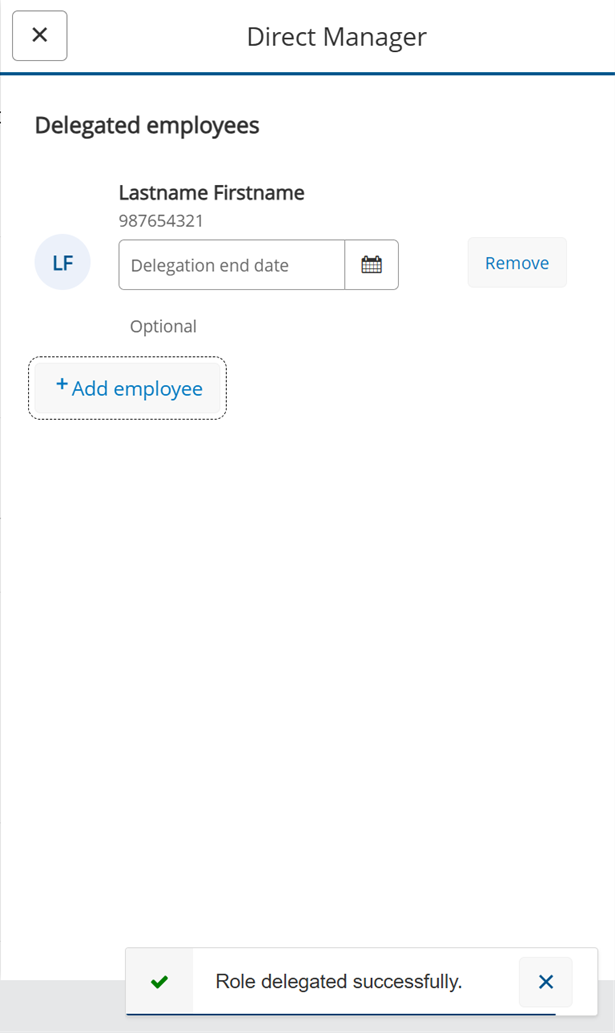 Direct Manager
Delegated employees
Lastname Firstname
987654321
LF
Delegation end date
Remove
Optional
+ Add employee
Role delegated successfully.